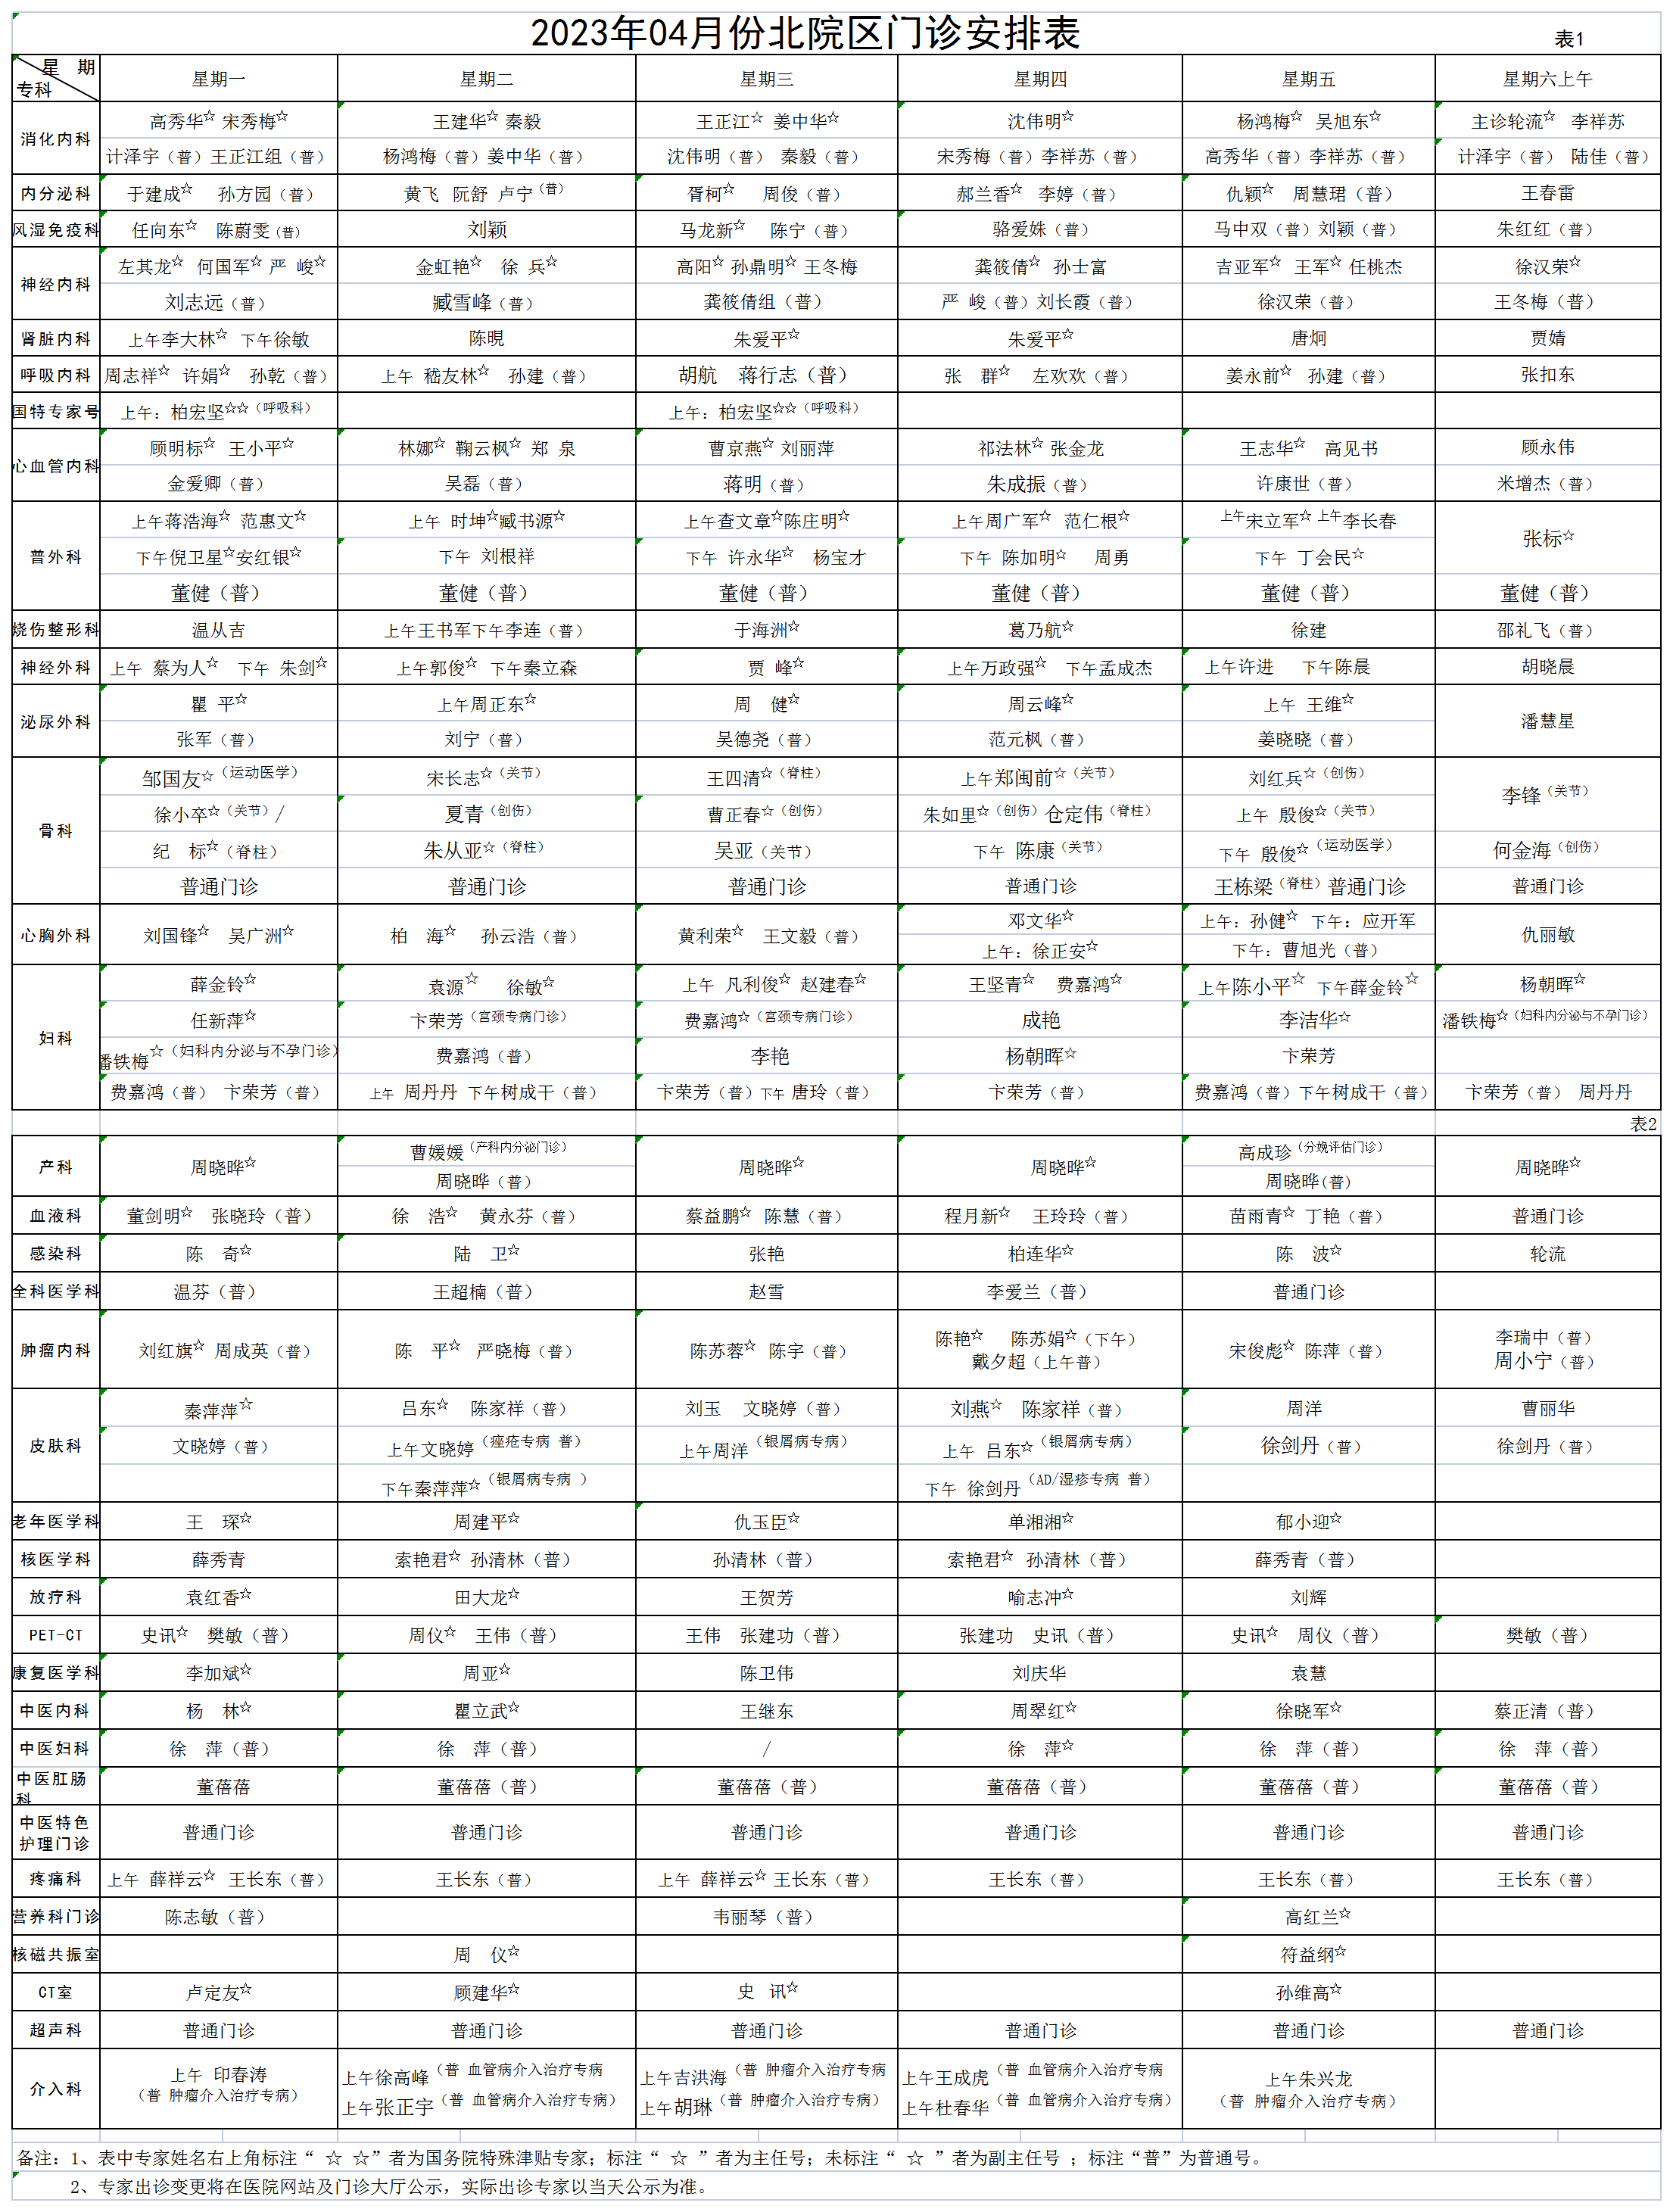 2023年04月份北院区门诊安排表 表1
星 期 专科 星期一 星期二 星期三 星期四 星期五 星期六上午
消化内科 高秀华☆ 宋秀梅☆ 王建华☆ 秦毅 王正江☆ 姜中华☆ 沈伟明☆ 杨鸿梅☆ 吴旭东☆ 主诊轮流☆ 李祥苏
计泽宇（普）王正江组（普） 杨鸿梅（普）姜中华（普） 沈伟明（普） 秦毅（普） 宋秀梅（普）李祥苏（普） 高秀华（普）李祥苏（普） 计泽宇（普） 陆佳（普）
内分泌科 于建成☆ 孙方园（普） 黄飞 阮舒 卢宁（普） 胥柯☆ 周俊（普） 郝兰香☆ 李婷（普） 仇颖☆ 周慧珺（普） 王春雷
风湿免疫科 任向东☆ 陈蔚雯（普） 刘颖 马龙新☆ 陈宁（普） 骆爱姝（普） 马中双（普）刘颖（普） 朱红红（普）
神经内科 左其龙☆ 何国军☆ 严 峻☆ 金虹艳☆ 徐 兵☆ 高阳☆ 孙鼎明☆ 王冬梅 龚筱倩☆ 孙士富 吉亚军☆ 王军☆ 任桃杰 徐汉荣☆
刘志远（普） 臧雪峰（普） 龚筱倩组（普） 严 峻（普）刘长霞（普） 徐汉荣（普） 王冬梅（普）
肾脏内科 上午李大林☆ 下午徐敏 陈晛 朱爱平☆ 朱爱平☆ 唐炯 贾婧
呼吸内科 周志祥☆ 许娟☆ 孙乾（普） 上午 嵇友林☆ 孙建（普） 胡航 蒋行志（普） 张 群☆ 左欢欢（普） 姜永前☆ 孙建（普） 张扣东
国特专家号 上午：柏宏坚☆☆（呼吸科） 上午：柏宏坚☆☆（呼吸科）
心血管内科 顾明标☆ 王小平☆ 林娜☆ 鞠云枫☆ 郑 泉 曹京燕☆ 刘丽萍 祁法林☆ 张金龙 王志华☆ 高见书 顾永伟
金爱卿（普） 吴磊（普） 蒋明（普） 朱成振（普） 许康世（普） 米增杰（普）
普外科 上午蒋浩海☆ 范惠文☆ 上午 时坤☆臧书源☆ 上午查文章☆陈庄明☆ 上午周广军☆ 范仁根☆ 上午宋立军☆ 上午李长春 张标☆
下午倪卫星☆安红银☆ 下午 刘根祥 下午 许永华☆ 杨宝才 下午 陈加明☆ 周勇 下午 丁会民☆
董健（普） 董健（普） 董健（普） 董健（普） 董健（普） 董健（普）
烧伤整形科 温从吉 上午王书军下午李连（普） 于海洲☆ 葛乃航☆ 徐建 邵礼飞（普）
神经外科 上午 蔡为人☆ 下午 朱剑☆ 上午郭俊☆ 下午秦立森 贾 峰☆ 上午万政强☆ 下午孟成杰 上午许进 下午陈晨 胡晓晨
泌尿外科 瞿 平☆ 上午周正东☆ 周 健☆ 周云峰☆ 上午 王维☆ 潘慧星
张军（普） 刘宁（普） 吴德尧（普） 范元枫（普） 姜晓晓（普）
骨科 邹国友☆（运动医学） 宋长志☆（关节） 王四清☆（脊柱） 上午郑闽前☆（关节） 刘红兵☆（创伤） 李锋（关节）
徐小卒☆（关节）/ 夏青（创伤） 曹正春☆（创伤） 朱如里☆（创伤）仓定伟（脊柱） 上午 殷俊☆（关节）
纪 标☆（脊柱） 朱从亚☆（脊柱） 吴亚（关节） 下午 陈康（关节） 下午 殷俊☆（运动医学） 何金海（创伤）
普通门诊 普通门诊 普通门诊 普通门诊 王栋梁（脊柱）普通门诊 普通门诊
心胸外科 刘国锋☆ 吴广洲☆ 柏 海☆ 孙云浩（普） 黄利荣☆ 王文毅（普） 邓文华☆ 上午：孙健☆ 下午：应开军 仇丽敏
上午：徐正安☆ 下午：曹旭光（普）
妇科 薛金铃☆ 袁源☆ 徐敏☆ 上午 凡利俊☆ 赵建春☆ 王坚青☆ 费嘉鸿☆ 上午陈小平☆ 下午薛金铃☆ 杨朝晖☆
任新萍☆ 卞荣芳（宫颈专病门诊） 费嘉鸿☆（宫颈专病门诊） 成艳 李洁华☆ 潘铁梅☆（妇科内分泌与不孕门诊）
潘铁梅☆（妇科内分泌与不孕门诊） 费嘉鸿（普） 李艳 杨朝晖☆ 卞荣芳
费嘉鸿（普） 卞荣芳（普） 上午 周丹丹 下午树成干（普） 卞荣芳（普）下午 唐玲（普） 卞荣芳（普） 费嘉鸿（普）下午树成干（普） 卞荣芳（普） 周丹丹
表2
产科 周晓晔☆ 曹媛媛（产科内分泌门诊） 周晓晔☆ 周晓晔☆ 高成珍（分娩评估门诊） 周晓晔☆
周晓晔（普） 周晓晔(普)
血液科 董剑明☆ 张晓玲（普） 徐 浩☆ 黄永芬（普） 蔡益鹏☆ 陈慧（普） 程月新☆ 王玲玲（普） 苗雨青☆ 丁艳（普） 普通门诊
感染科 陈 奇☆ 陆 卫☆ 张艳 柏连华☆ 陈 波☆ 轮流
全科医学科 温芬（普） 王超楠（普） 赵雪 李爱兰（普） 普通门诊
肿瘤内科 刘红旗☆ 周成英（普） 陈 平☆ 严晓梅（普） 陈苏蓉☆ 陈宇（普） 陈艳☆ 陈苏娟☆（下午） 宋俊彪☆ 陈萍（普） 李瑞中（普）
戴夕超（上午普） 周小宁（普）
皮肤科 秦萍萍☆ 吕东☆ 陈家祥（普） 刘玉 文晓婷（普） 刘燕☆ 陈家祥（普） 周洋 曹丽华
文晓婷（普） 上午文晓婷（痤疮专病 普） 上午周洋（银屑病专病） 上午 吕东☆（银屑病专病） 徐剑丹（普） 徐剑丹（普）
下午秦萍萍☆（银屑病专病 ） 下午 徐剑丹（AD/湿疹专病 普）
老年医学科 王 琛☆ 周建平☆ 仇玉臣☆ 单湘湘☆ 郁小迎☆
核医学科 薛秀青 索艳君☆ 孙清林（普） 孙清林（普） 索艳君☆ 孙清林（普） 薛秀青（普）
放疗科 袁红香☆ 田大龙☆ 王贺芳 喻志冲☆ 刘辉
PET-CT 史讯☆ 樊敏（普） 周仪☆ 王伟（普） 王伟 张建功（普） 张建功 史讯（普） 史讯☆ 周仪（普） 樊敏（普）
康复医学科 李加斌☆ 周亚☆ 陈卫伟 刘庆华 袁慧
中医内科 杨 林☆ 瞿立武☆ 王继东 周翠红☆ 徐晓军☆ 蔡正清（普）
中医妇科 徐 萍（普） 徐 萍（普） / 徐 萍☆ 徐 萍（普） 徐 萍（普）
中医肛肠科 董蓓蓓 董蓓蓓（普） 董蓓蓓（普） 董蓓蓓（普） 董蓓蓓（普） 董蓓蓓（普）
中医特色护理门诊 普通门诊 普通门诊 普通门诊 普通门诊 普通门诊 普通门诊
疼痛科 上午 薛祥云☆ 王长东（普） 王长东（普） 上午 薛祥云☆ 王长东（普） 王长东（普） 王长东（普） 王长东（普）
营养科门诊 陈志敏（普） 韦丽琴（普） 高红兰☆
核磁共振室 周 仪☆ 符益纲☆
CT室 卢定友☆ 顾建华☆ 史 讯☆ 孙维高☆
超声科 普通门诊 普通门诊 普通门诊 普通门诊 普通门诊 普通门诊
介入科 上午 印春涛 上午徐高峰（普 血管病介入治疗专病 上午吉洪海（普 肿瘤介入治疗专病 上午王成虎（普 血管病介入治疗专病 上午朱兴龙
（普 肿瘤介入治疗专病） 上午张正宇（普 血管病介入治疗专病） 上午胡琳（普 肿瘤介入治疗专病） 上午杜春华（普 血管病介入治疗专病） （普 肿瘤介入治疗专病）
备注：1、表中专家姓名右上角标注“ ☆ ☆”者为国务院特殊津贴专家；标注“ ☆ ”者为主任号；未标注“ ☆ ”者为副主任号 ；标注“普”为普通号。
2、专家出诊变更将在医院网站及门诊大厅公示，实际出诊专家以当天公示为准。